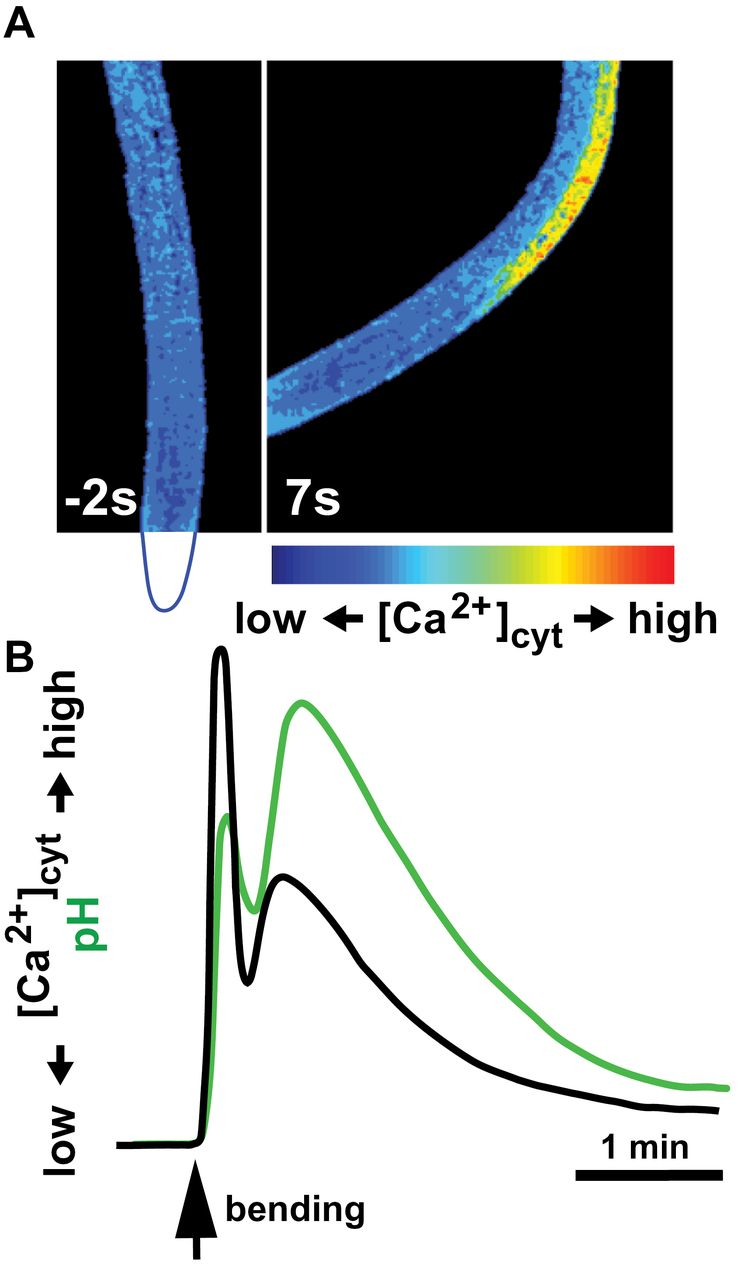 A
-2s
7s
low ← [Ca²⁺]cyt → high
B
low ← [Ca²⁺]cyt → high
pH
1 min
bending